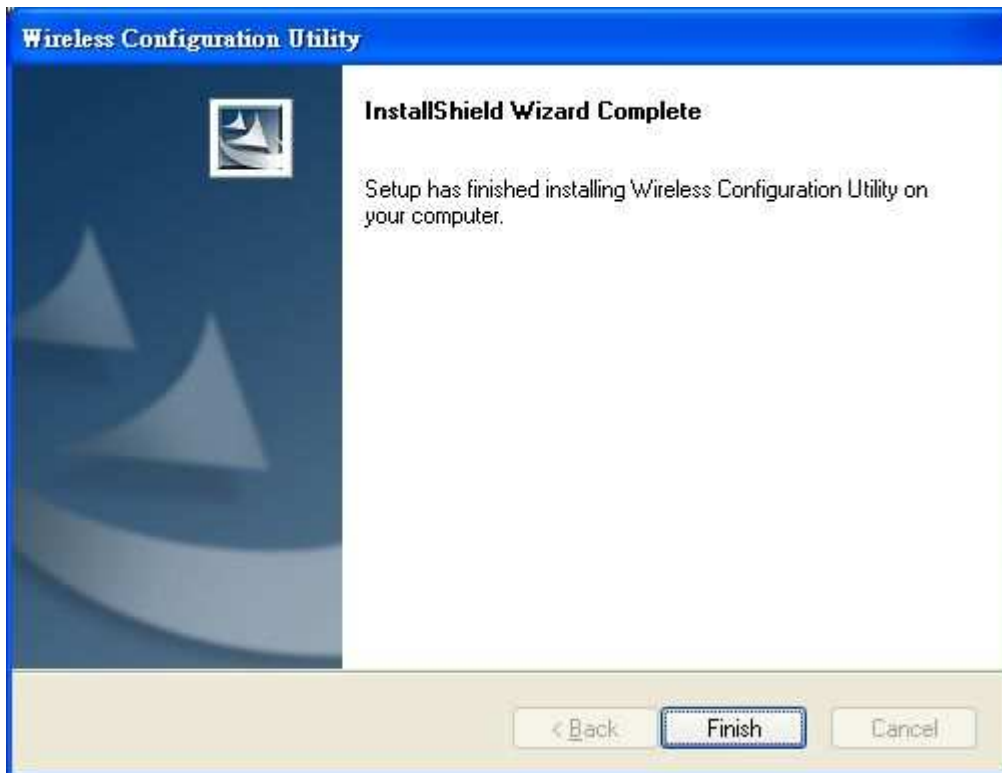 Wireless Configuration Utility
InstallShield Wizard Complete
Setup has finished installing Wireless Configuration Utility on
your computer.
< Back Finish Cancel